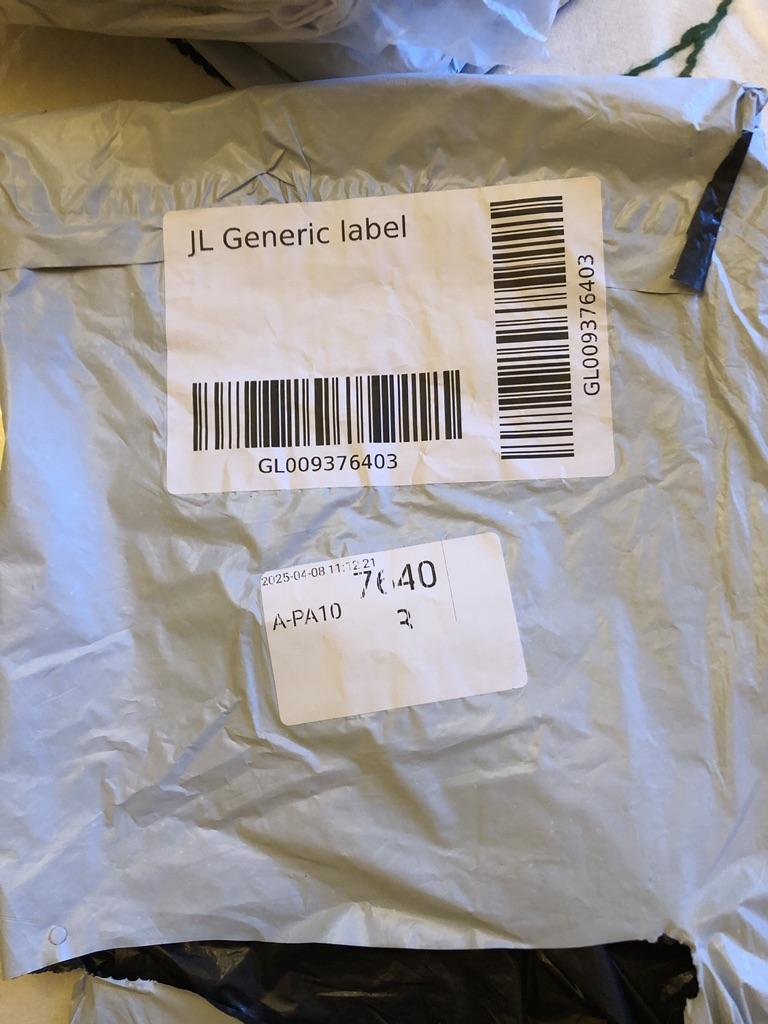 JL Generic label
GL009376403
GL009376403
2025-04-08 11:12:21
7640
A-PA10